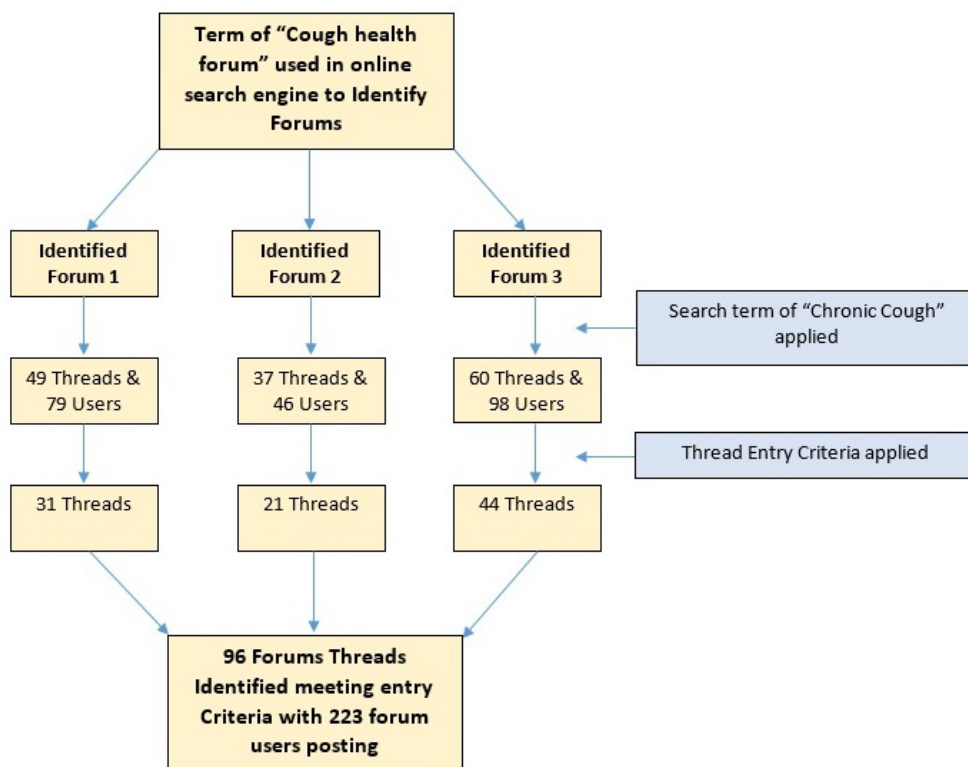 Term of “Cough health
forum” used in online
search engine to Identify
Forums
Identified
Forum 1
Identified
Forum 2
Identified
Forum 3
Search term of “Chronic Cough”
applied
49 Threads &
79 Users
37 Threads &
46 Users
60 Threads &
98 Users
Thread Entry Criteria applied
31 Threads
21 Threads
44 Threads
96 Forums Threads
Identified meeting entry
Criteria with 223 forum
users posting